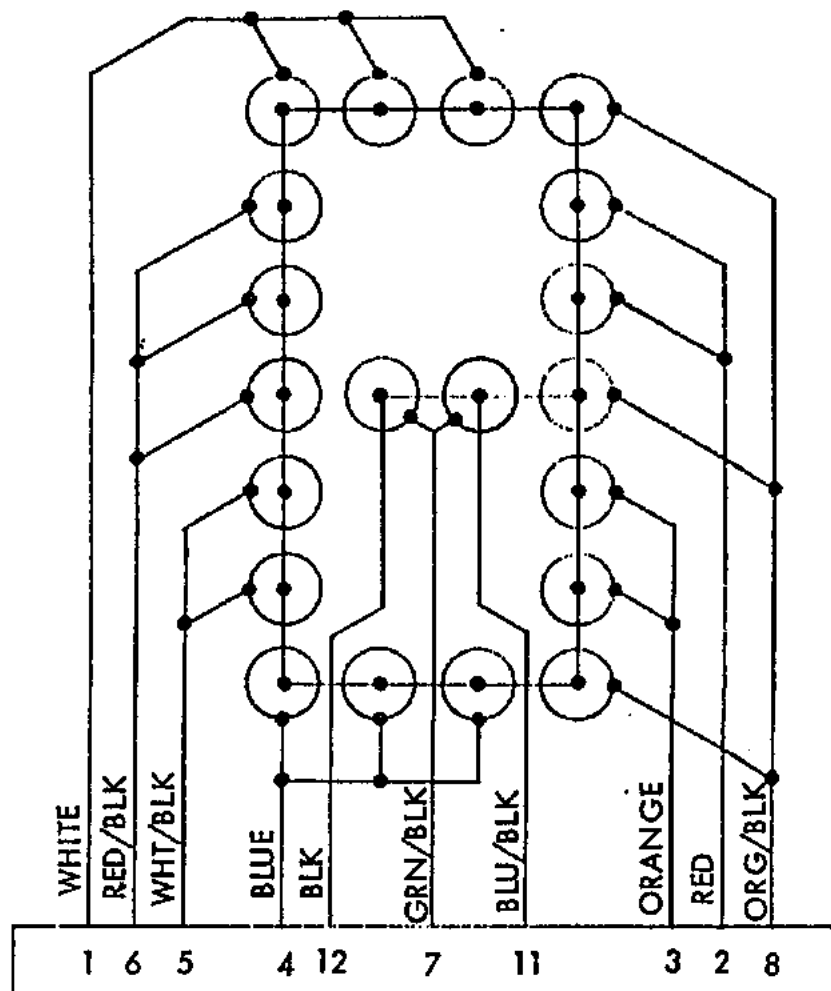 WHITE
RED/BLK
WHT/BLK
BLUE
BLK
GRN/BLK
BLU/BLK
ORANGE
RED
ORG/BLK
1 6 5 4 12 7 11 3 2 8